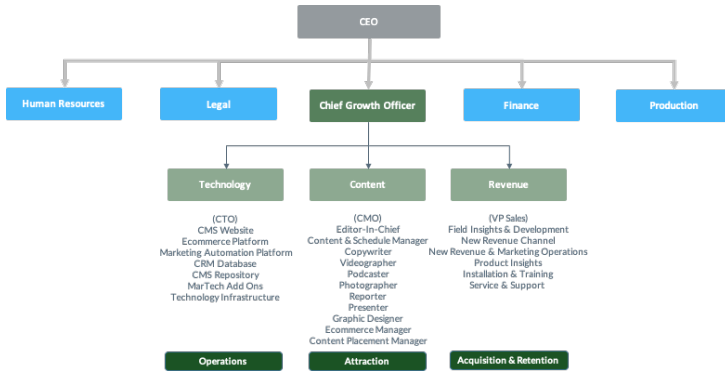 CEO
Human Resources
Legal
Chief Growth Officer
Finance
Production
Technology
Content
Revenue
(CTO)
CMS Website
Ecommerce Platform
Marketing Automation Platform
CRM Database
CMS Repository
MarTech Add Ons
Technology Infrastructure
(CMO)
Editor-In-Chief
Content & Schedule Manager
Copywriter
Videographer
Podcaster
Photographer
Reporter
Presenter
Graphic Designer
Ecommerce Manager
Content Placement Manager
(VP Sales)
Field Insights & Development
New Revenue Channel
New Revenue & Marketing Operations
Product Insights
Installation & Training
Service & Support
Operations
Attraction
Acquisition & Retention